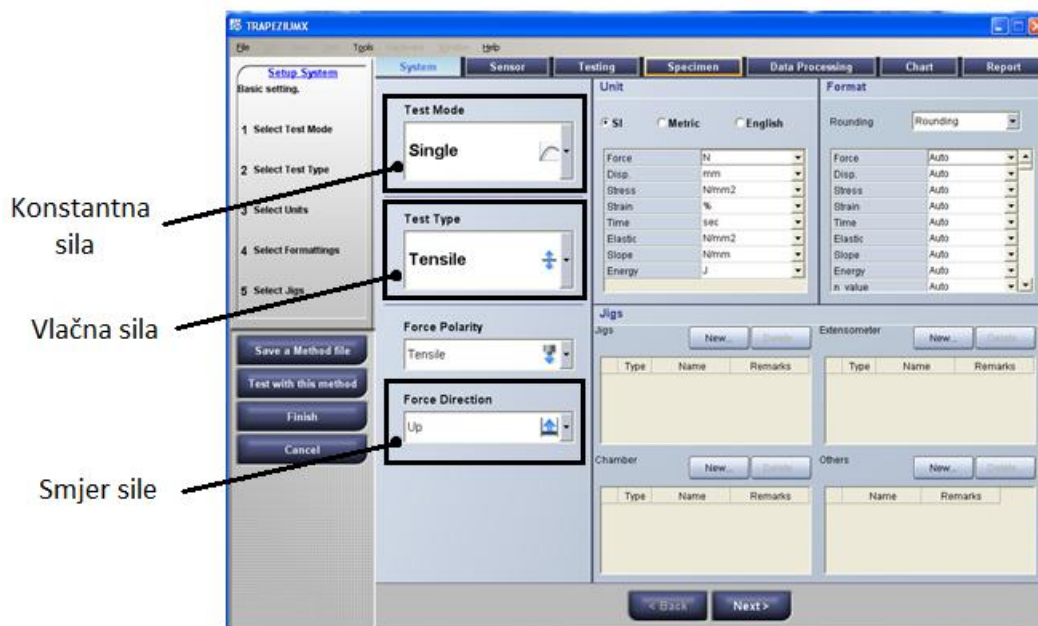 TRAPEZIUMX
File Tools Help
System Sensor Testing Specimen Data Processing Chart Report
Setup System
Basic setting.
1 Select Test Mode
2 Select Test Type
3 Select Units
4 Select Formattings
5 Select Jigs
Save a Method file
Test with this method
Finish
Cancel
Konstantna
sila
Vlačna sila
Smjer sile
Test Mode
Single
Test Type
Tensile
Force Polarity
Tensile
Force Direction
Up
Unit
SI Metric English
Force N
Disp. mm
Stress N/mm2
Strain %
Time sec
Elastic N/mm2
Slope N/mm
Energy J
Format
Rounding Rounding
Force Auto
Disp. Auto
Stress Auto
Strain Auto
Time Auto
Elastic Auto
Slope Auto
Energy Auto
n value Auto
Jigs
Jigs New... Delete
Type Name Remarks
Extensometer New... Delete
Type Name Remarks
Chamber New... Delete
Type Name Remarks
Others New... Delete
Name Remarks
< Back Next >